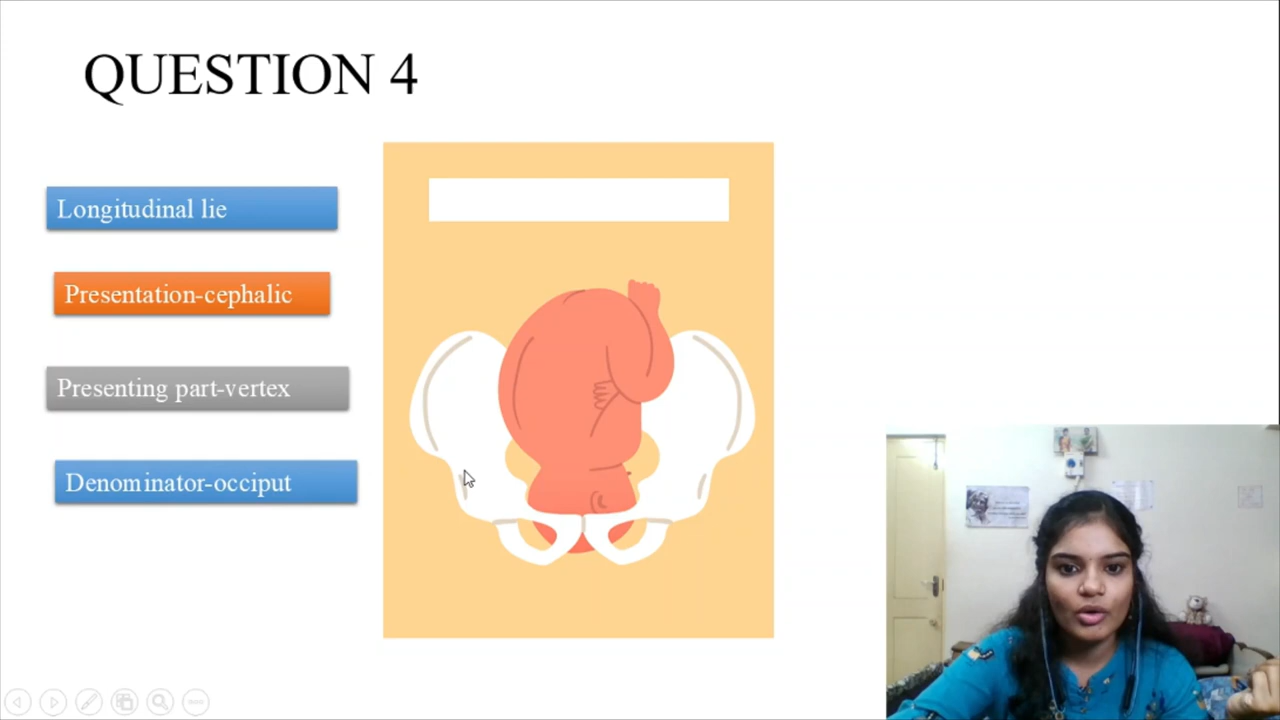 QUESTION 4
Longitudinal lie
Presentation-cephalic
Presenting part-vertex
Denominator-occiput